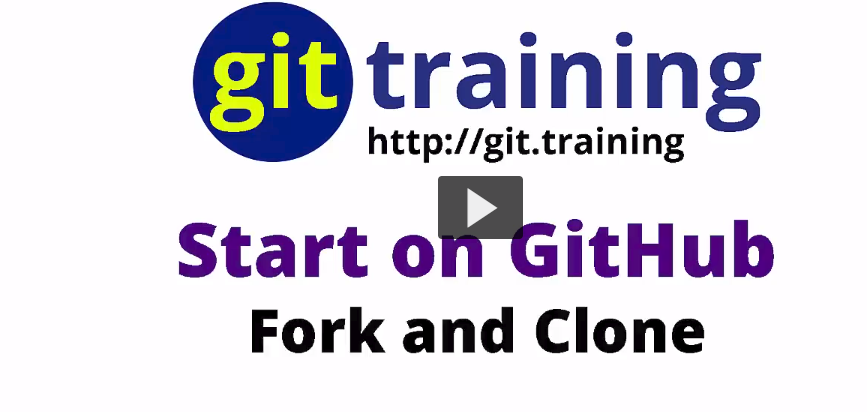 git training
http://git.training
Start on GitHub
Fork and Clone